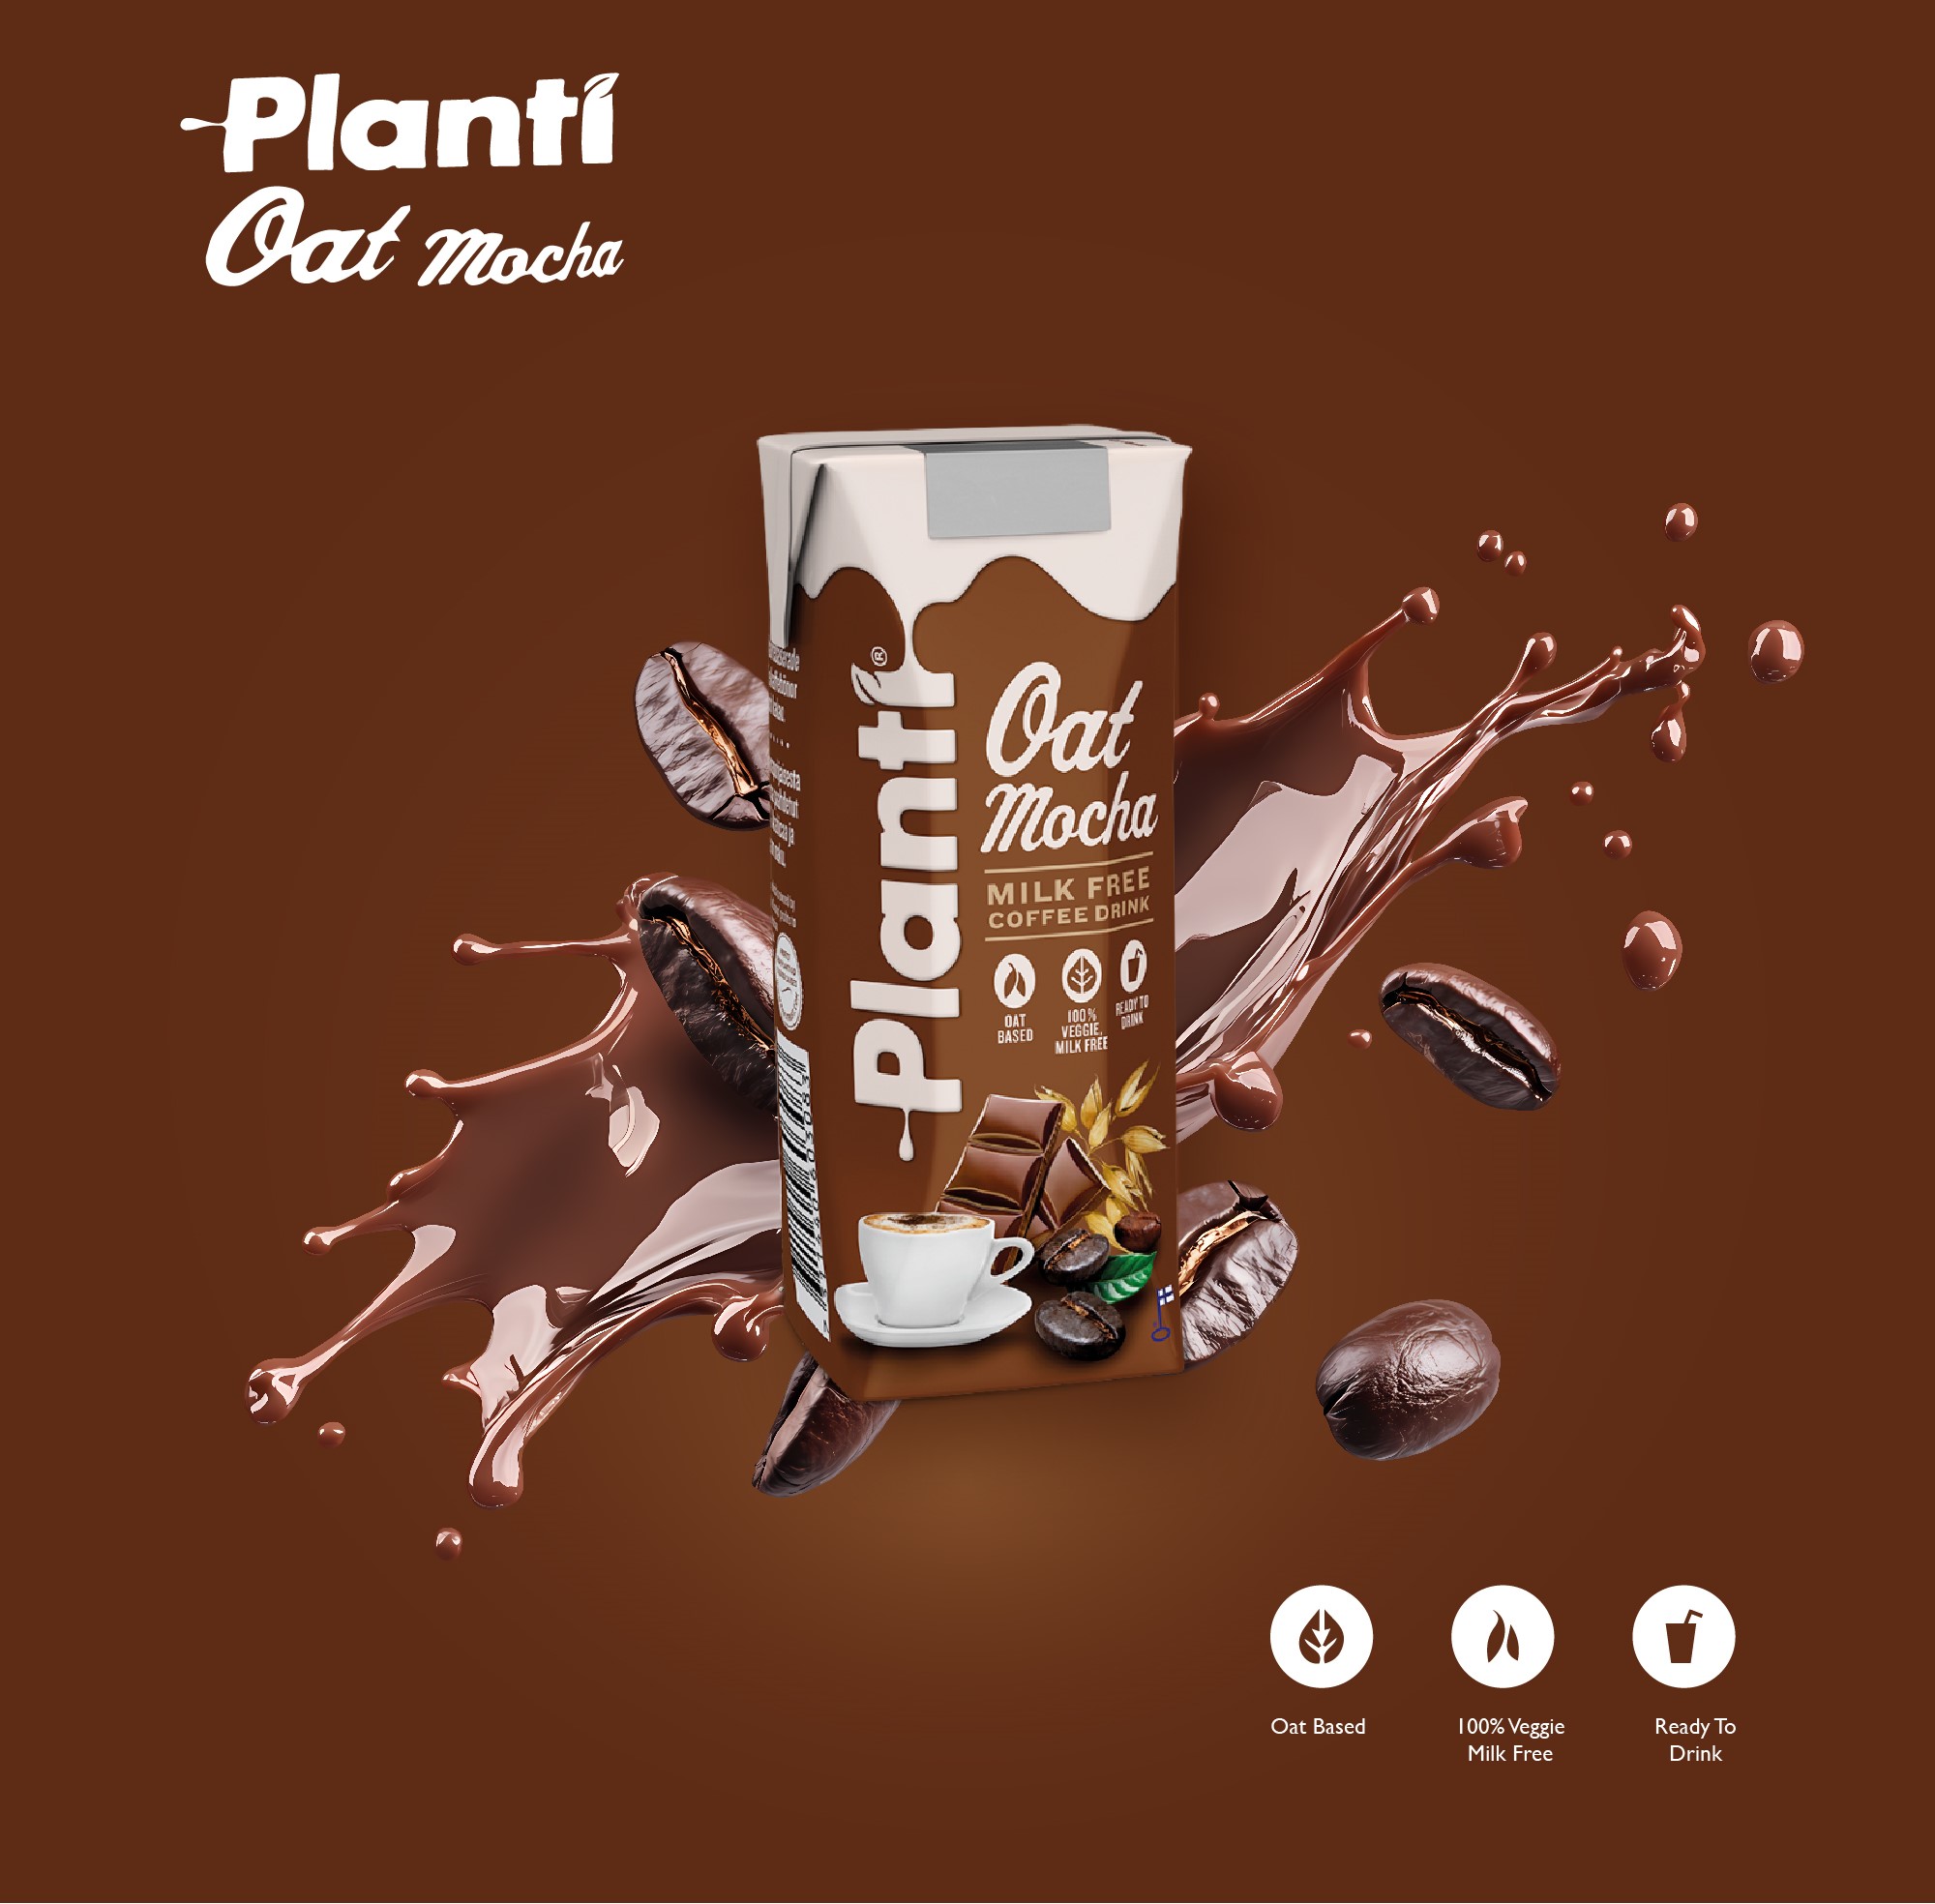 Planti
Oat Mocha
Planti®
Oat
Mocha
MILK FREE
COFFEE DRINK
OAT
BASED
100%
VEGGIE,
MILK FREE
READY TO
DRINK
Oat Based
100% Veggie
Milk Free
Ready To
Drink